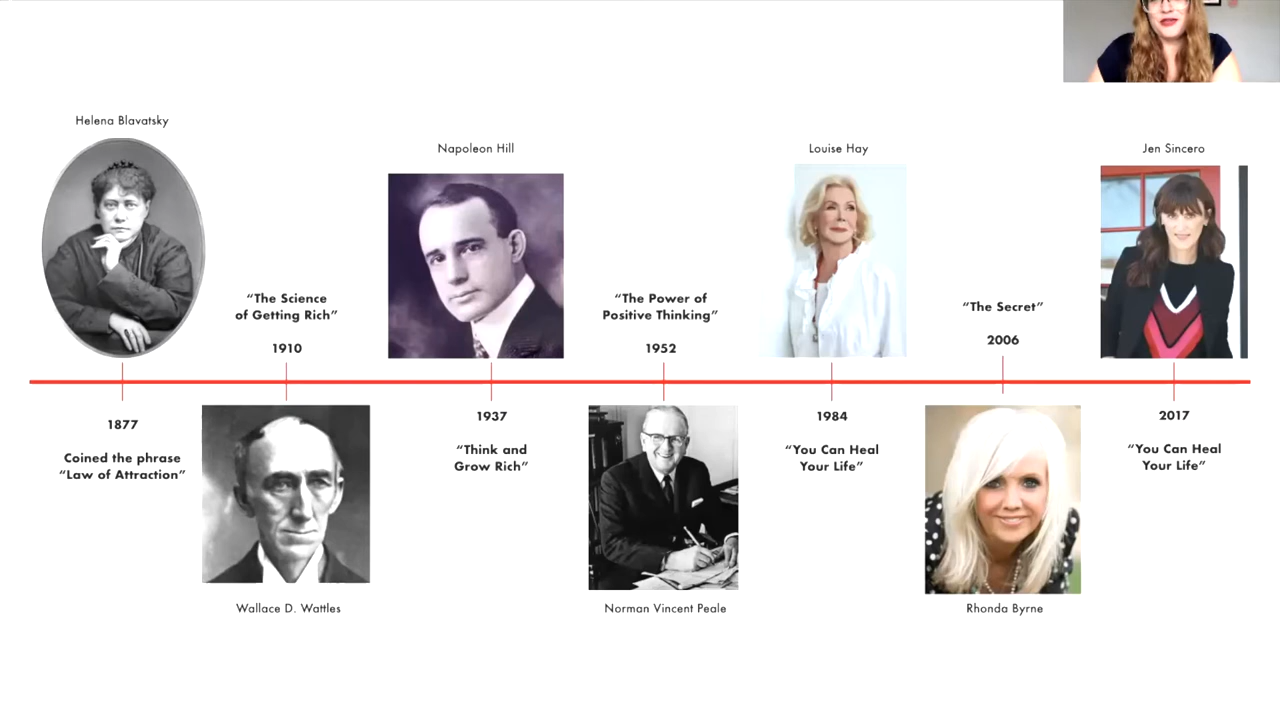 Helena Blavatsky
1877
Coined the phrase
“Law of Attraction”
“The Science
of Getting Rich”
1910
Wallace D. Wattles
Napoleon Hill
1937
“Think and
Grow Rich”
“The Power of
Positive Thinking”
1952
Norman Vincent Peale
Louise Hay
1984
“You Can Heal
Your Life”
“The Secret”
2006
Rhonda Byrne
Jen Sincero
2017
“You Can Heal
Your Life”